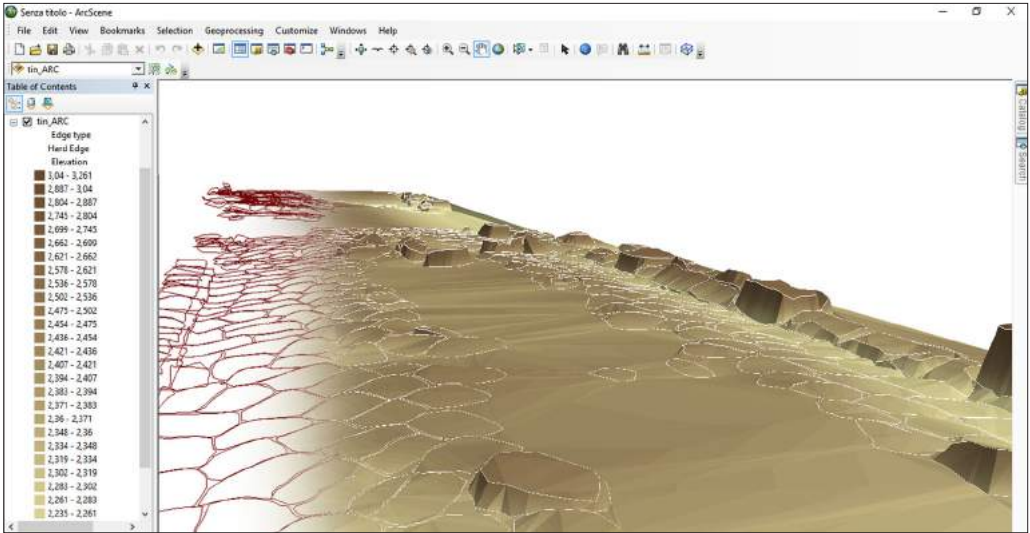 Senza titolo - ArcScene
File Edit View Bookmarks Selection Geoprocessing Customize Windows Help
tin_ARC
Table of Contents
tin_ARC
Edge type
Hard Edge
Elevation
3,04 - 3,261
2,887 - 3,04
2,804 - 2,887
2,745 - 2,804
2,699 - 2,745
2,662 - 2,699
2,621 - 2,662
2,578 - 2,621
2,536 - 2,578
2,502 - 2,536
2,475 - 2,502
2,454 - 2,475
2,436 - 2,454
2,421 - 2,436
2,407 - 2,421
2,394 - 2,407
2,383 - 2,394
2,371 - 2,383
2,36 - 2,371
2,348 - 2,36
2,334 - 2,348
2,319 - 2,334
2,302 - 2,319
2,283 - 2,302
2,261 - 2,283
2,235 - 2,261
Catalog
Search